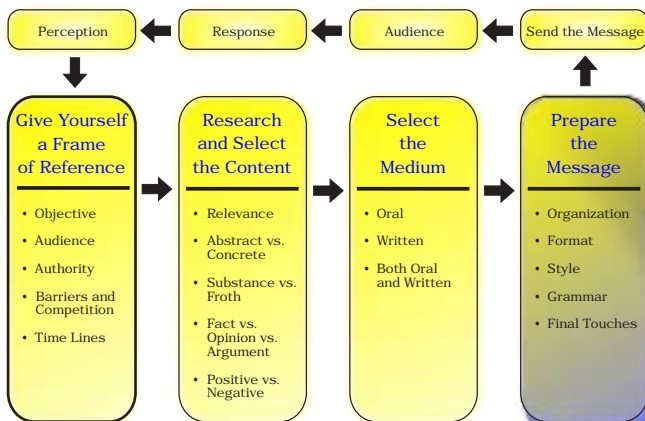 Perception
Response
Audience
Send the Message
Give Yourself
a Frame
of Reference
• Objective
• Audience
• Authority
• Barriers and
Competition
• Time Lines
Research
and Select
the Content
• Relevance
• Abstract vs.
Concrete
• Substance vs.
Froth
• Fact vs.
Opinion vs.
Argument
• Positive vs.
Negative
Select
the
Medium
• Oral
• Written
• Both Oral
and Written
Prepare
the
Message
• Organization
• Format
• Style
• Grammar
• Final Touches